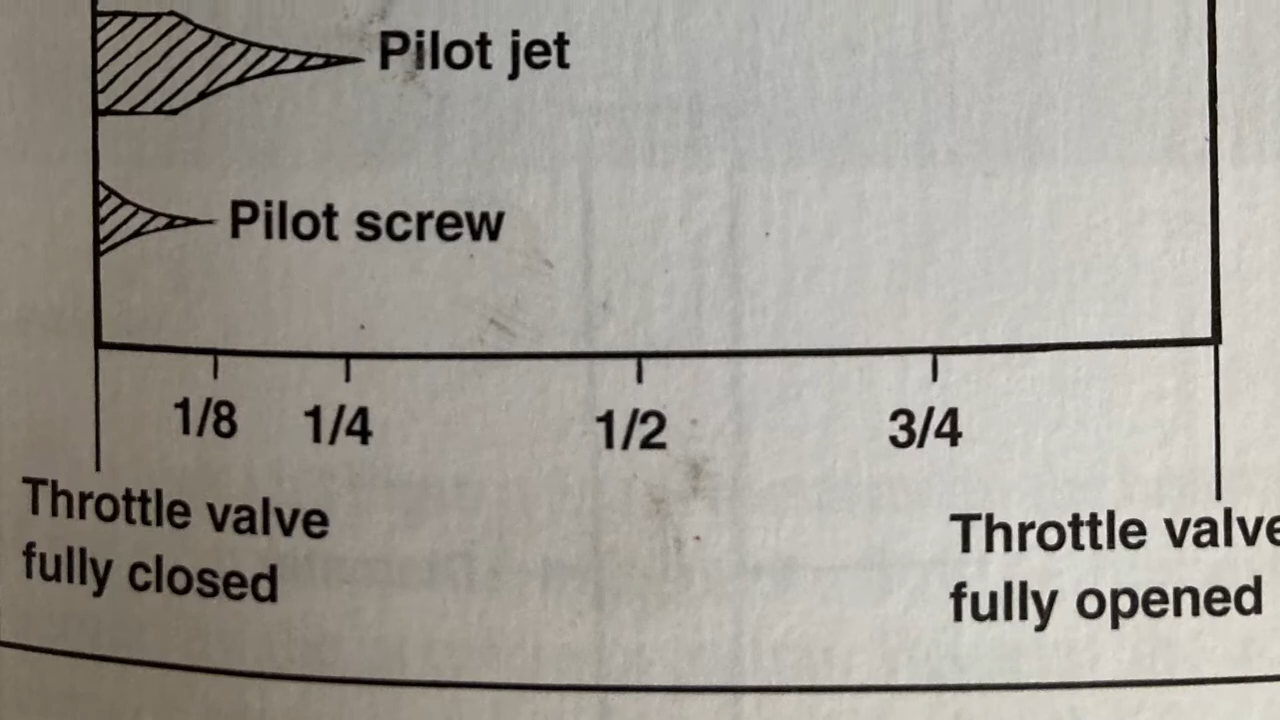 Pilot jet
Pilot screw
1/8 1/4 1/2 3/4
Throttle valve
fully closed
Throttle valve
fully opened